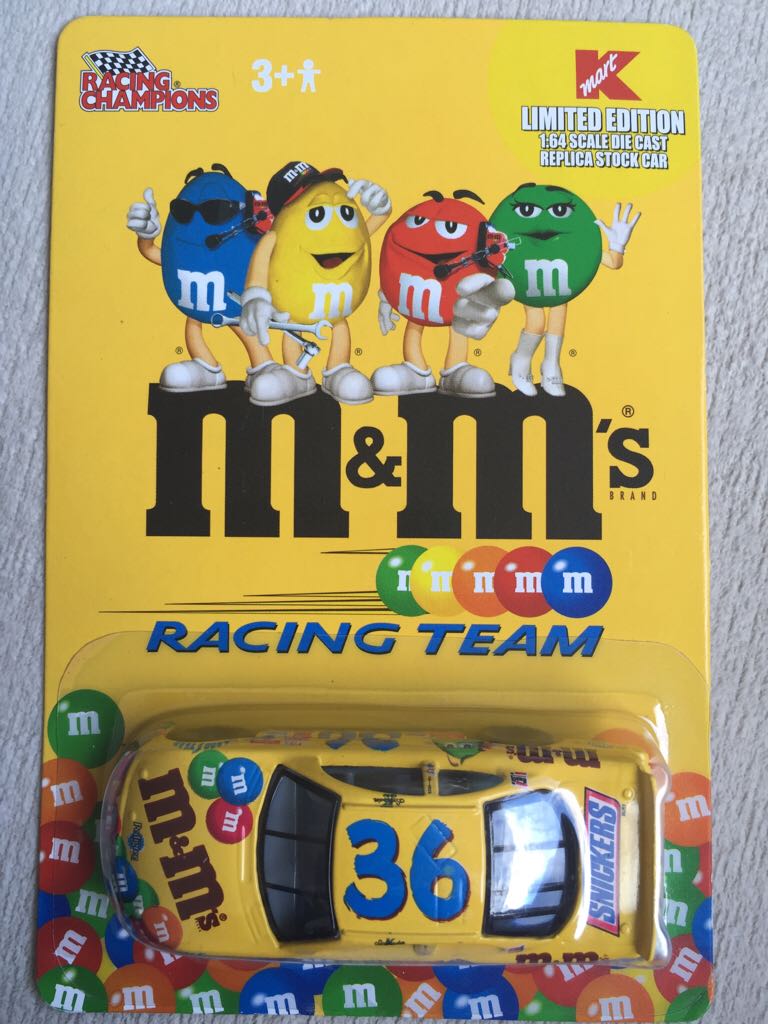 RACING®
CHAMPIONS
3+
K
mart
LIMITED EDITION
1:64 SCALE DIE CAST
REPLICA STOCK CAR
m&m
m
m
m
m
®
®
®
®
m&m's®
BRAND
m
m
m
m
m
RACING TEAM
m
m
m
m
m
m
m
m&m's
36
SNICKERS
m&m's
m&m's
m
m
m
m
m
m
m
m